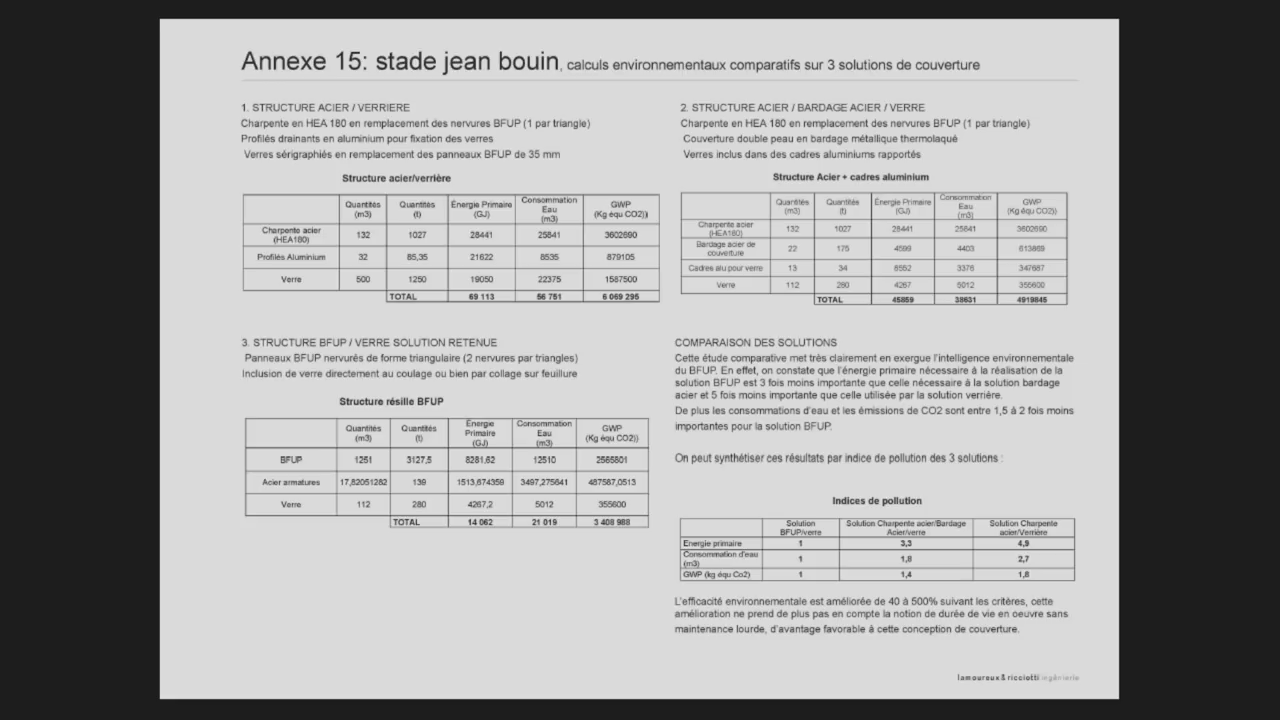 Annexe 15: stade jean bouin, calculs environnementaux comparatifs sur 3 solutions de couverture
1. STRUCTURE ACIER / VERRIERE
Charpente en HEA 180 en remplacement des nervures BFUP (1 par triangle)
Profilés drainants en aluminium pour fixation des verres
Verres sérigraphiés en remplacement des panneaux BFUP de 35 mm
Structure acier/verrière
Quantités (m3) Quantités (t) Énergie Primaire (GJ) Consommation Eau (m3) GWP (Kg équ CO2))
Charpente acier (HEA180) 132 1027 28441 25841 3602690
Profilés Aluminium 32 85,35 21622 8535 879105
Verre 500 1250 19050 22375 1587500
TOTAL 69 113 56 751 6 069 295
2. STRUCTURE ACIER / BARDAGE ACIER / VERRE
Charpente en HEA 180 en remplacement des nervures BFUP (1 par triangle)
Couverture double peau en bardage métallique thermolaqué
Verres inclus dans des cadres aluminiums rapportés
Structure Acier + cadres aluminium
Quantités (m3) Quantités (t) Énergie Primaire (GJ) Consommation Eau (m3) GWP (Kg équ CO2))
Charpente acier (HEA180) 132 1027 28441 25841 3602690
Bardage acier de couverture 22 175 4599 4403 613869
Cadres alu pour verre 13 34 8552 3376 347687
Verre 112 280 4267 5012 355600
TOTAL 45859 38631 4919845
3. STRUCTURE BFUP / VERRE SOLUTION RETENUE
Panneaux BFUP nervurés de forme triangulaire (2 nervures par triangles)
Inclusion de verre directement au coulage ou bien par collage sur feuillure
Structure résille BFUP
Quantités (m3) Quantités (t) Énergie Primaire (GJ) Consommation Eau (m3) GWP (Kg équ CO2))
BFUP 1251 3127,5 8281,62 12510 2565801
Acier armatures 17,82051282 139 1513,674359 3497,275641 487587,0513
Verre 112 280 4267,2 5012 355600
TOTAL 14 062 21 019 3 408 988
COMPARAISON DES SOLUTIONS
Cette étude comparative met très clairement en exergue l'intelligence environnementale
du BFUP. En effet, on constate que l'énergie primaire nécessaire à la réalisation de la
solution BFUP est 3 fois moins importante que celle nécessaire à la solution bardage
acier et 5 fois moins importante que celle utilisée par la solution verrière.
De plus les consommations d'eau et les émissions de CO2 sont entre 1,5 à 2 fois moins
importantes pour la solution BFUP.
On peut synthétiser ces résultats par indice de pollution des 3 solutions :
Indices de pollution
Solution BFUP/verre Solution Charpente acier/Bardage Acier/verre Solution Charpente acier/Verrière
Energie primaire 1 3,3 4,9
Consommation d'eau (m3) 1 1,8 2,7
GWP (kg équ Co2) 1 1,4 1,8
L'efficacité environnementale est améliorée de 40 à 500% suivant les critères, cette
amélioration ne prend de plus pas en compte la notion de durée de vie en oeuvre sans
maintenance lourde, d'avantage favorable à cette conception de couverture.
lamoureux & ricciotti ingénierie